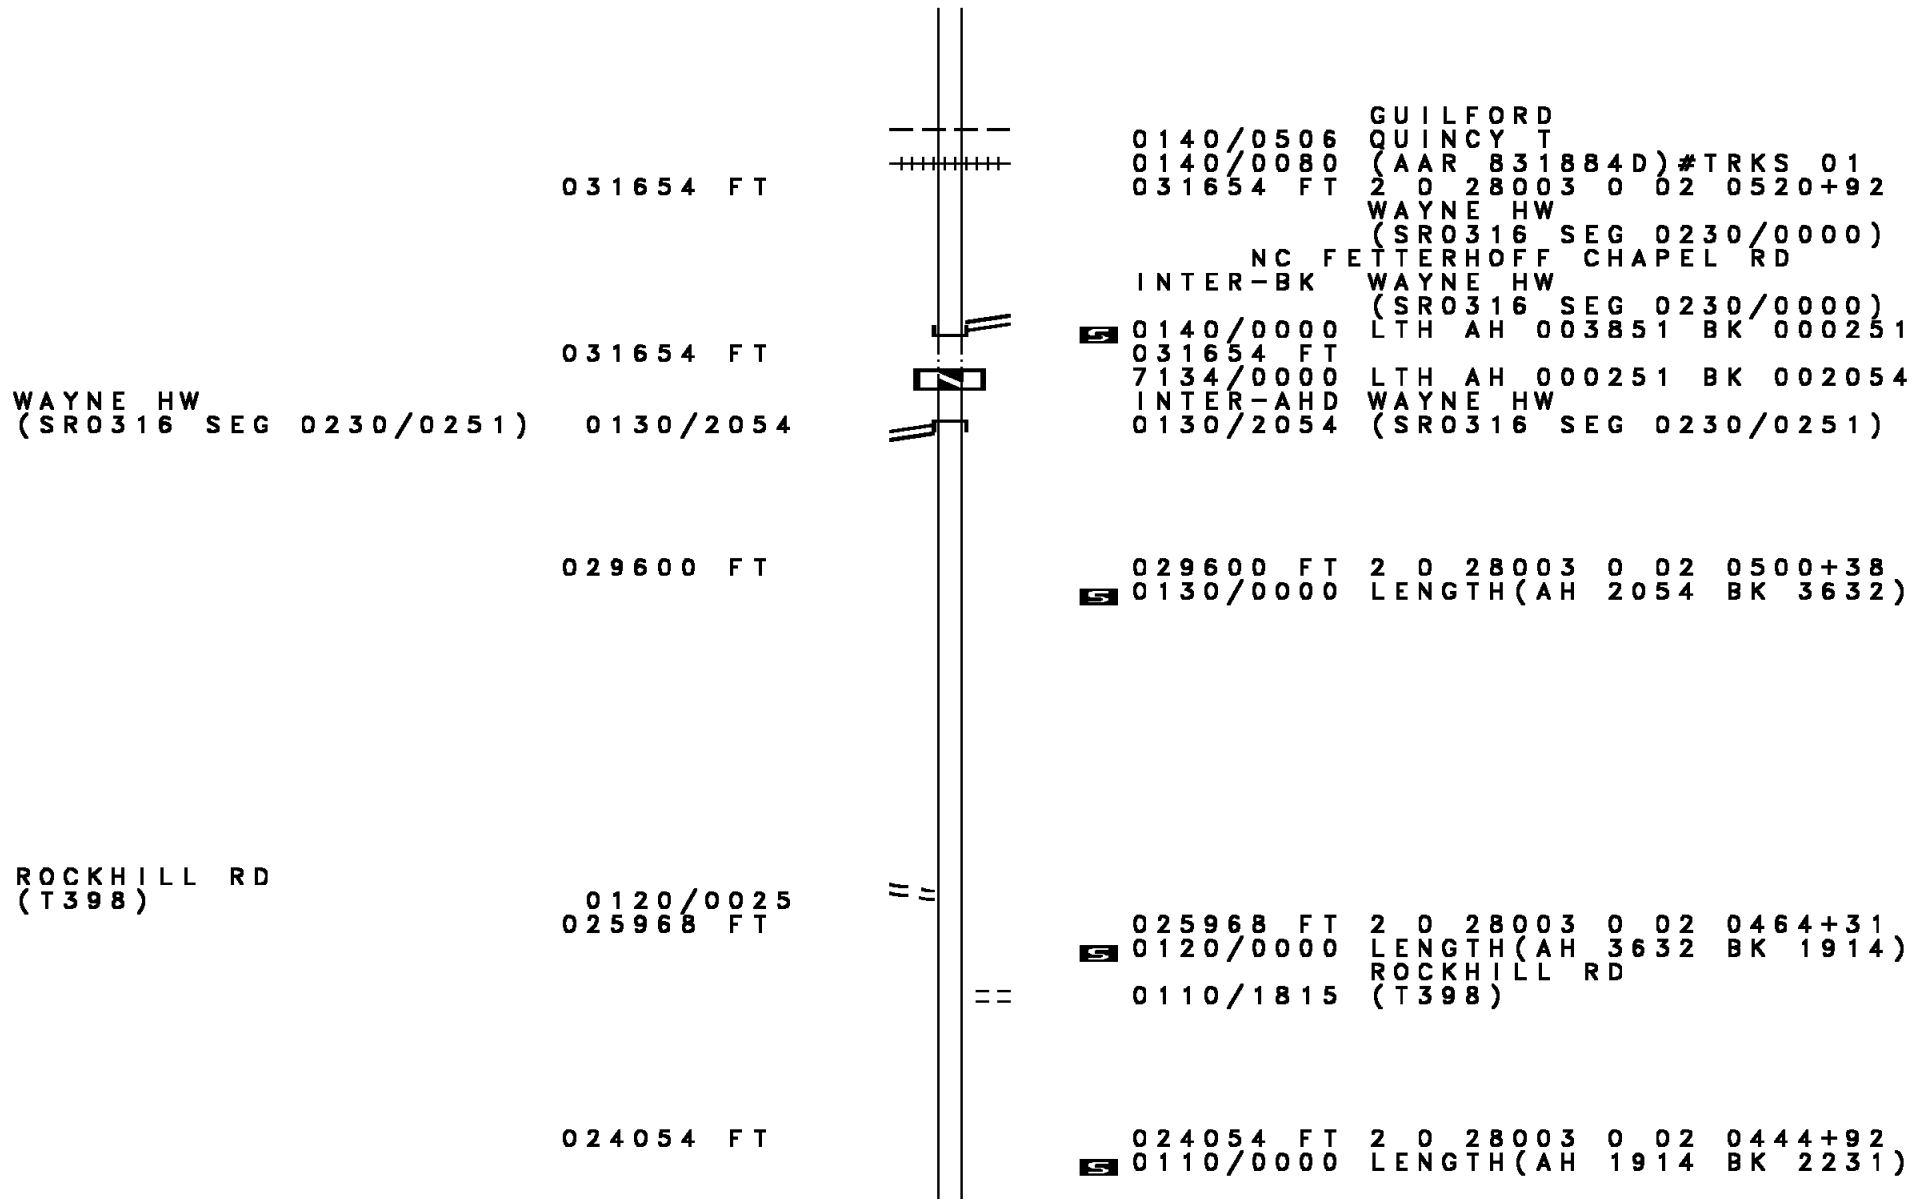 GUILFORD
0140/0506 QUINCY T
0140/0080 (AAR 831884D)#TRKS 01
031654 FT 031654 FT 2 0 28003 0 02 0520+92
WAYNE HW
(SR0316 SEG 0230/0000)
NC FETTERHOFF CHAPEL RD
INTER-BK WAYNE HW
(SR0316 SEG 0230/0000)
S 0140/0000 LTH AH 003851 BK 000251
031654 FT 031654 FT
7134/0000 LTH AH 000251 BK 002054
WAYNE HW INTER-AHD WAYNE HW
(SR0316 SEG 0230/0251) 0130/2054 0130/2054 (SR0316 SEG 0230/0251)
029600 FT 029600 FT 2 0 28003 0 02 0500+38
S 0130/0000 LENGTH(AH 2054 BK 3632)
ROCKHILL RD
(T398) 0120/0025
025968 FT 025968 FT 2 0 28003 0 02 0464+31
S 0120/0000 LENGTH(AH 3632 BK 1914)
ROCKHILL RD
0110/1815 (T398)
024054 FT 024054 FT 2 0 28003 0 02 0444+92
S 0110/0000 LENGTH(AH 1914 BK 2231)